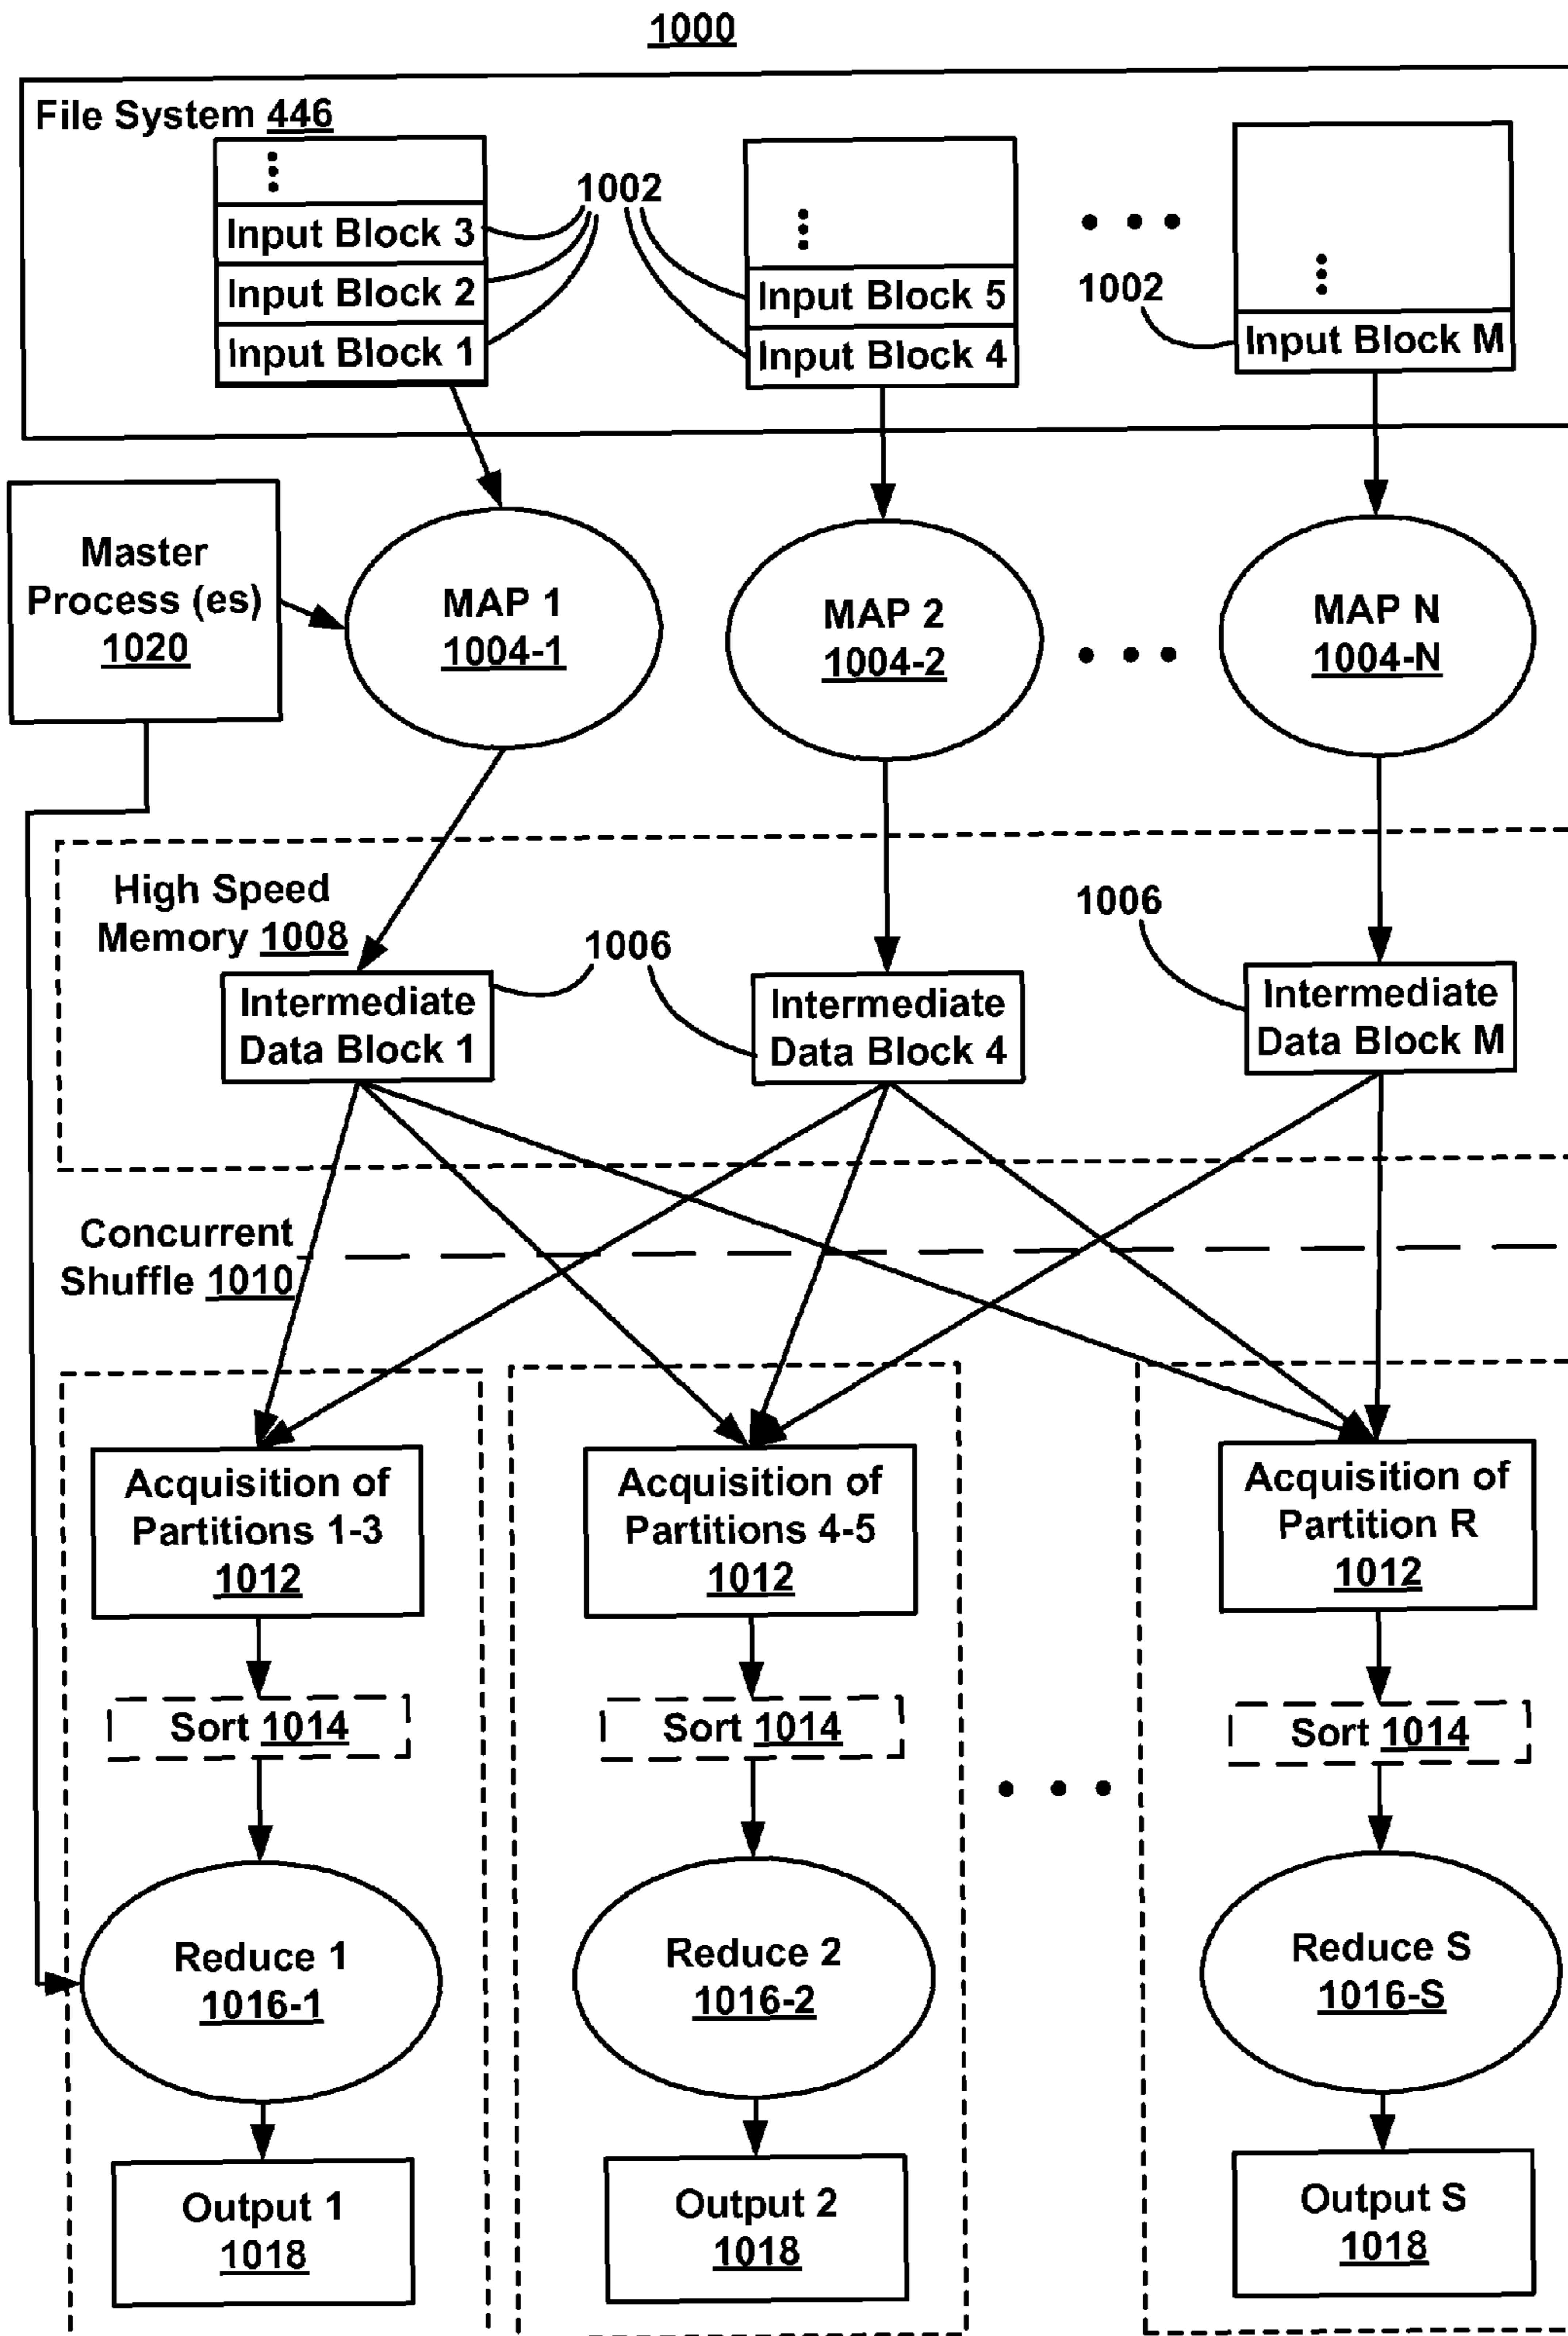 1000
File System 446
1002
Input Block 3
Input Block 2
Input Block 1
Input Block 5
Input Block 4
1002
Input Block M
Master
Process (es)
1020
MAP 1
1004-1
MAP 2
1004-2
MAP N
1004-N
High Speed
Memory 1008
1006
1006
Intermediate
Data Block 1
Intermediate
Data Block 4
Intermediate
Data Block M
Concurrent
Shuffle 1010
Acquisition of
Partitions 1-3
1012
Acquisition of
Partitions 4-5
1012
Acquisition of
Partition R
1012
Sort 1014
Sort 1014
Sort 1014
Reduce 1
1016-1
Reduce 2
1016-2
Reduce S
1016-S
Output 1
1018
Output 2
1018
Output S
1018